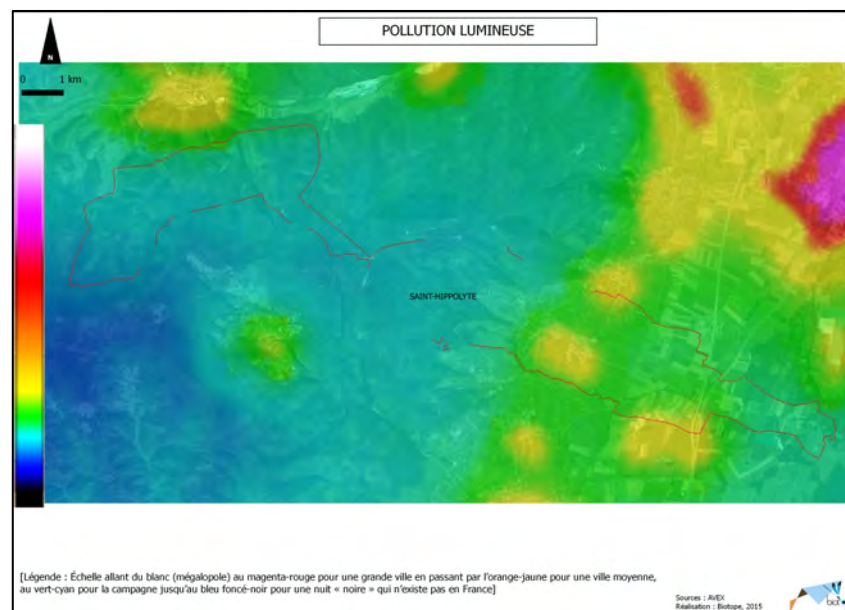 POLLUTION LUMINEUSE
N
0 1 km
SAINT-HIPPOLYTE
[Légende : Échelle allant du blanc (mégalopole) au magenta-rouge pour une grande ville en passant par l'orange-jaune pour une ville moyenne,
au vert-cyan pour la campagne jusqu'au bleu foncé-noir pour une nuit « noire » qui n'existe pas en France]
Sources : AVEX
Réalisation : Biotope, 2015